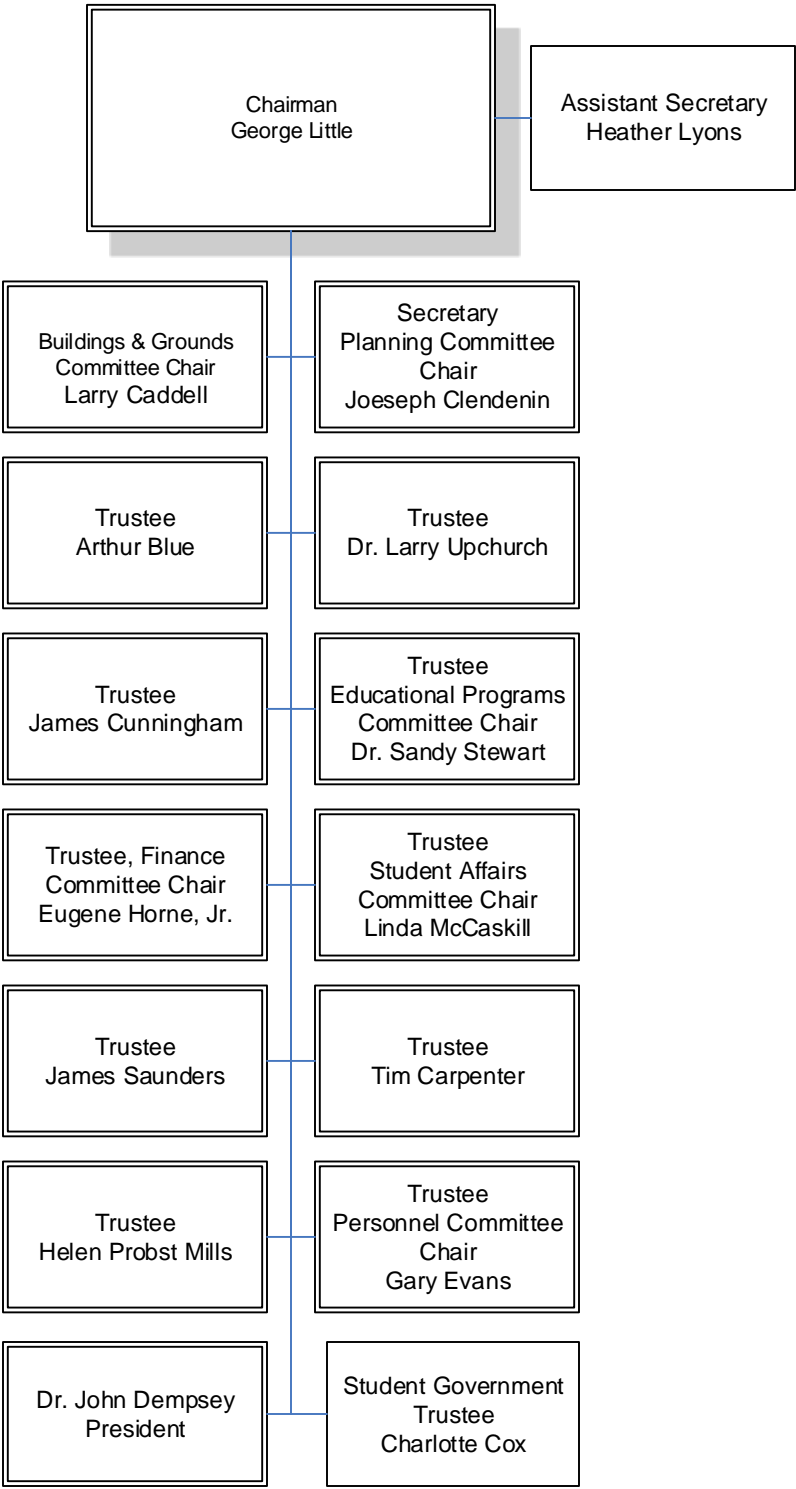 Chairman
George Little
Assistant Secretary
Heather Lyons
Buildings & Grounds
Committee Chair
Larry Caddell
Secretary
Planning Committee
Chair
Joeseph Clendenin
Trustee
Arthur Blue
Trustee
Dr. Larry Upchurch
Trustee
James Cunningham
Trustee
Educational Programs
Committee Chair
Dr. Sandy Stewart
Trustee, Finance
Committee Chair
Eugene Horne, Jr.
Trustee
Student Affairs
Committee Chair
Linda McCaskill
Trustee
James Saunders
Trustee
Tim Carpenter
Trustee
Helen Probst Mills
Trustee
Personnel Committee
Chair
Gary Evans
Dr. John Dempsey
President
Student Government
Trustee
Charlotte Cox